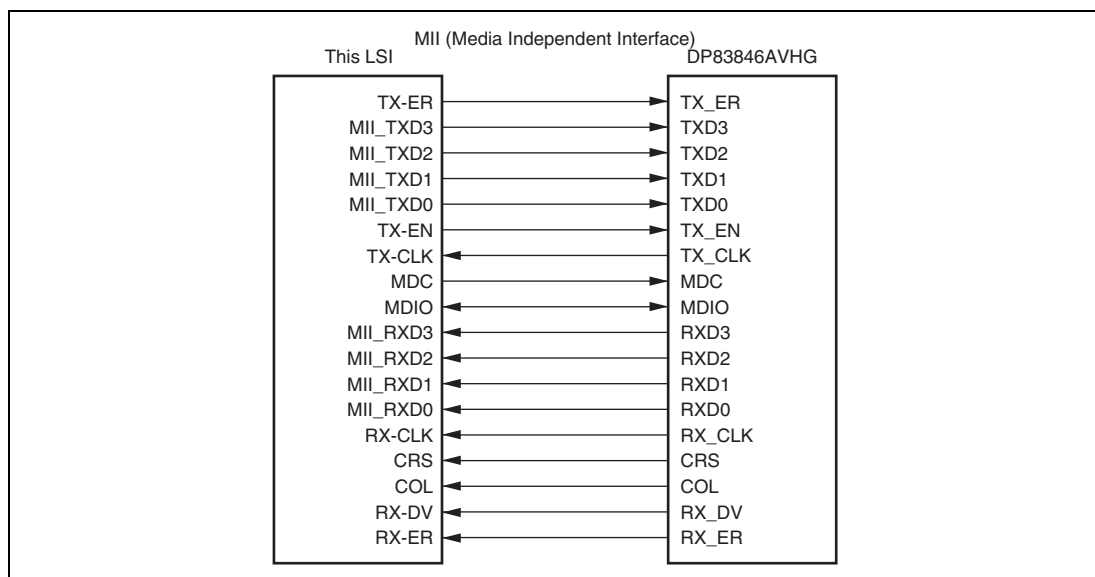 MII (Media Independent Interface)
This LSI DP83846AVHG
TX-ER TX_ER
MII_TXD3 TXD3
MII_TXD2 TXD2
MII_TXD1 TXD1
MII_TXD0 TXD0
TX-EN TX_EN
TX-CLK TX_CLK
MDC MDC
MDIO MDIO
MII_RXD3 RXD3
MII_RXD2 RXD2
MII_RXD1 RXD1
MII_RXD0 RXD0
RX-CLK RX_CLK
CRS CRS
COL COL
RX-DV RX_DV
RX-ER RX_ER